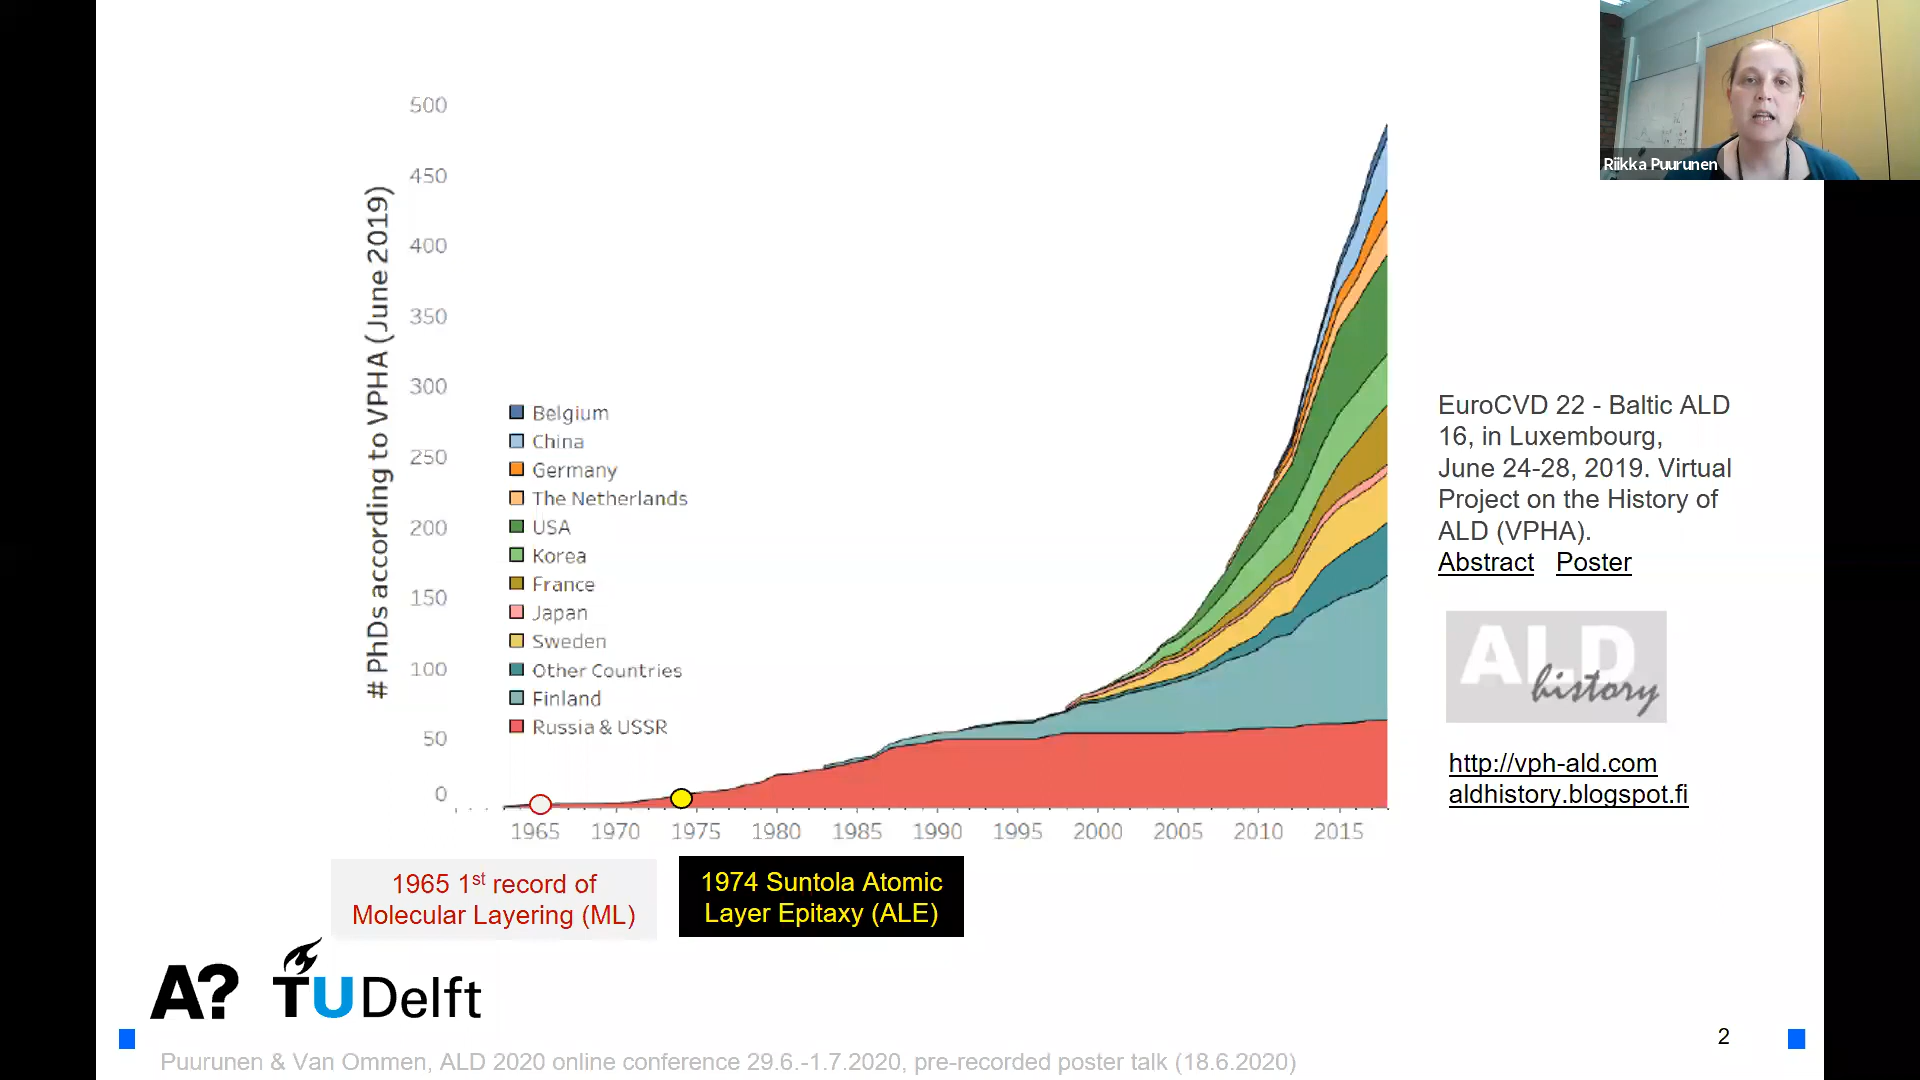 Riikka Puurunen
# PhDs according to VPHA (June 2019)
500
450
400
350
300
250
200
150
100
50
0
Belgium
China
Germany
The Netherlands
USA
Korea
France
Japan
Sweden
Other Countries
Finland
Russia & USSR
1965 1970 1975 1980 1985 1990 1995 2000 2005 2010 2015
EuroCVD 22 - Baltic ALD
16, in Luxembourg,
June 24-28, 2019. Virtual
Project on the History of
ALD (VPHA).
Abstract Poster
ALD
history
http://vph-ald.com
aldhistory.blogspot.fi
1965 1st record of
Molecular Layering (ML)
1974 Suntola Atomic
Layer Epitaxy (ALE)
A? TUDelft
2
Puurunen & Van Ommen, ALD 2020 online conference 29.6.-1.7.2020, pre-recorded poster talk (18.6.2020)